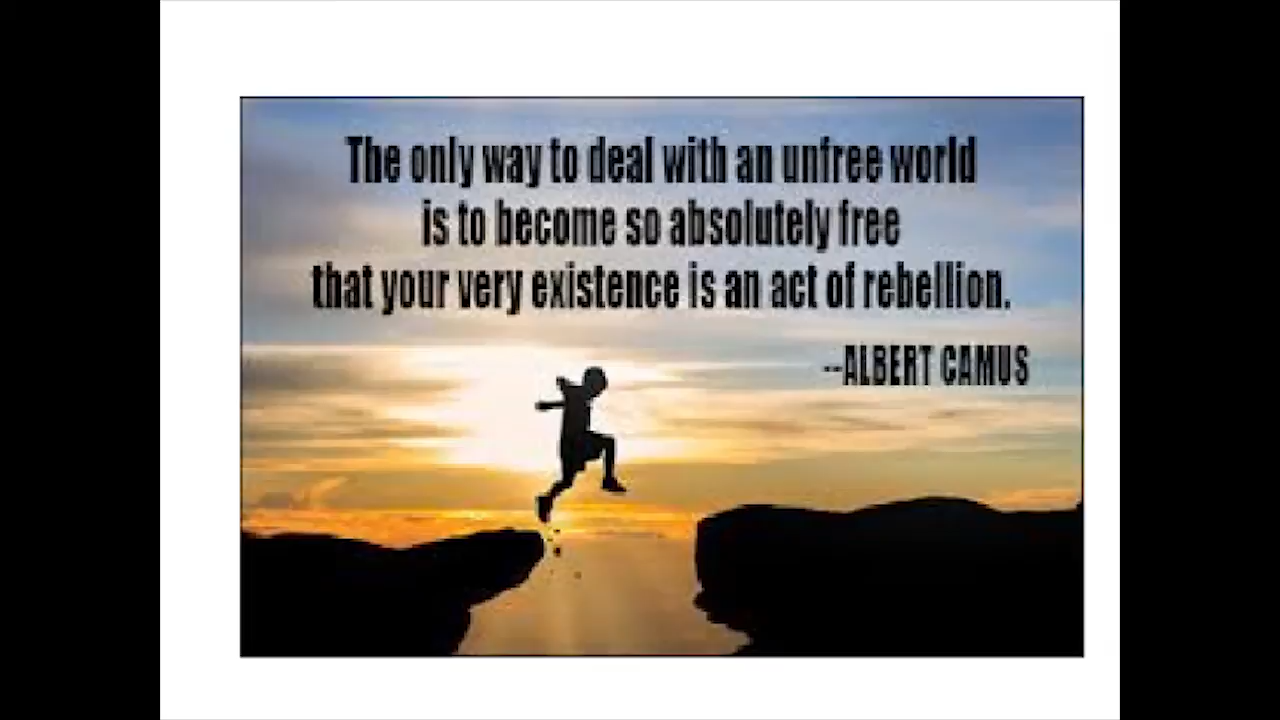 The only way to deal with an unfree world
is to become so absolutely free
that your very existence is an act of rebellion.
--ALBERT CAMUS